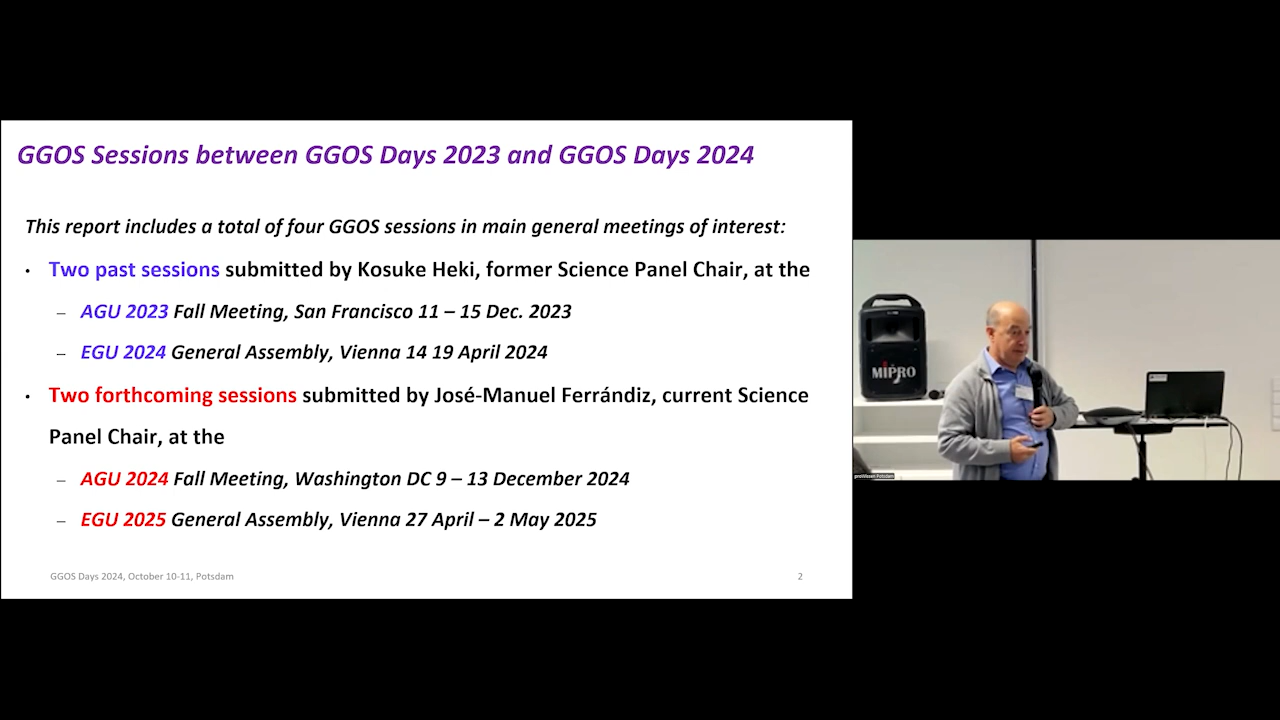 GGOS Sessions between GGOS Days 2023 and GGOS Days 2024
This report includes a total of four GGOS sessions in main general meetings of interest:
• Two past sessions submitted by Kosuke Heki, former Science Panel Chair, at the
– AGU 2023 Fall Meeting, San Francisco 11 – 15 Dec. 2023
– EGU 2024 General Assembly, Vienna 14 19 April 2024
• Two forthcoming sessions submitted by José-Manuel Ferrándiz, current Science
Panel Chair, at the
– AGU 2024 Fall Meeting, Washington DC 9 – 13 December 2024
– EGU 2025 General Assembly, Vienna 27 April – 2 May 2025
GGOS Days 2024, October 10-11, Potsdam
2
MIPRO
proWissen Potsdam